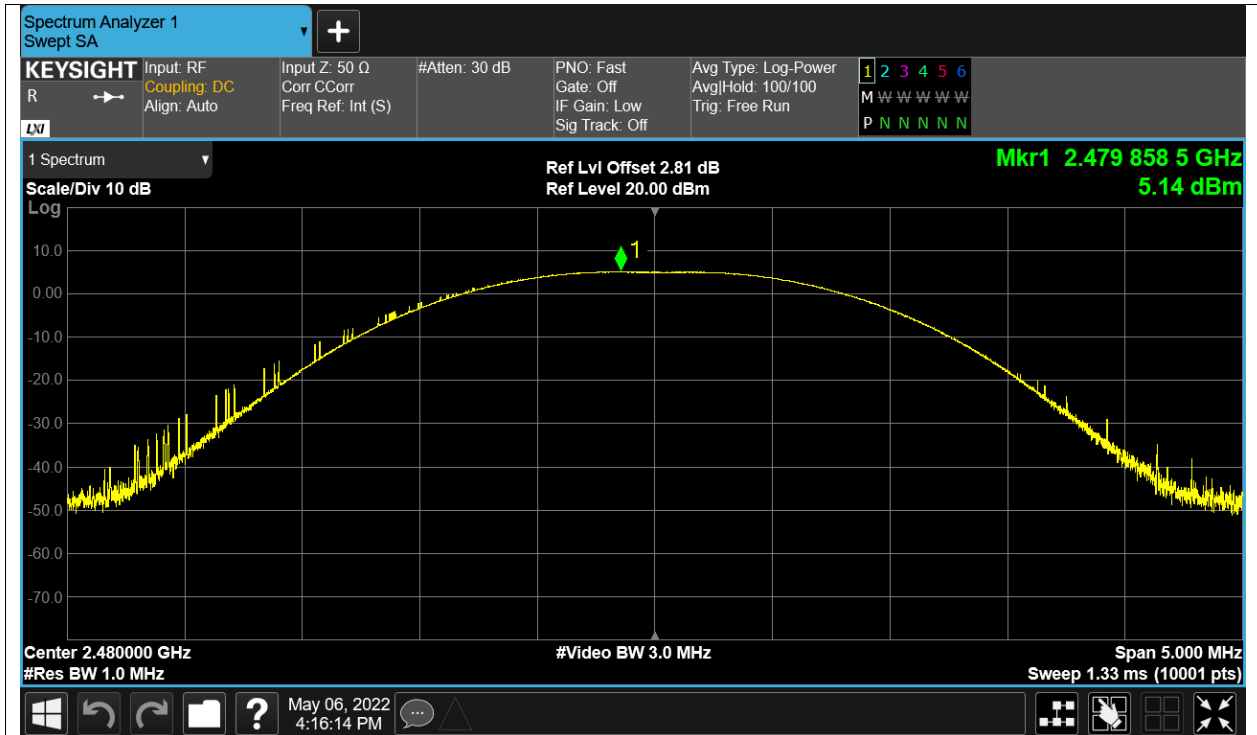 Spectrum Analyzer 1
Swept SA
+
KEYSIGHT
R
LXI
Input: RF
Coupling: DC
Align: Auto
Input Z: 50 Ω
Corr CCorr
Freq Ref: Int (S)
#Atten: 30 dB
PNO: Fast
Gate: Off
IF Gain: Low
Sig Track: Off
Avg Type: Log-Power
Avg|Hold: 100/100
Trig: Free Run
1 2 3 4 5 6
M W W W W W
P N N N N N
1 Spectrum
Scale/Div 10 dB
Log
Ref Lvl Offset 2.81 dB
Ref Level 20.00 dBm
Mkr1 2.479 858 5 GHz
5.14 dBm
1
10.0
0.00
-10.0
-20.0
-30.0
-40.0
-50.0
-60.0
-70.0
Center 2.480000 GHz
#Res BW 1.0 MHz
#Video BW 3.0 MHz
Span 5.000 MHz
Sweep 1.33 ms (10001 pts)
?
May 06, 2022
4:16:14 PM